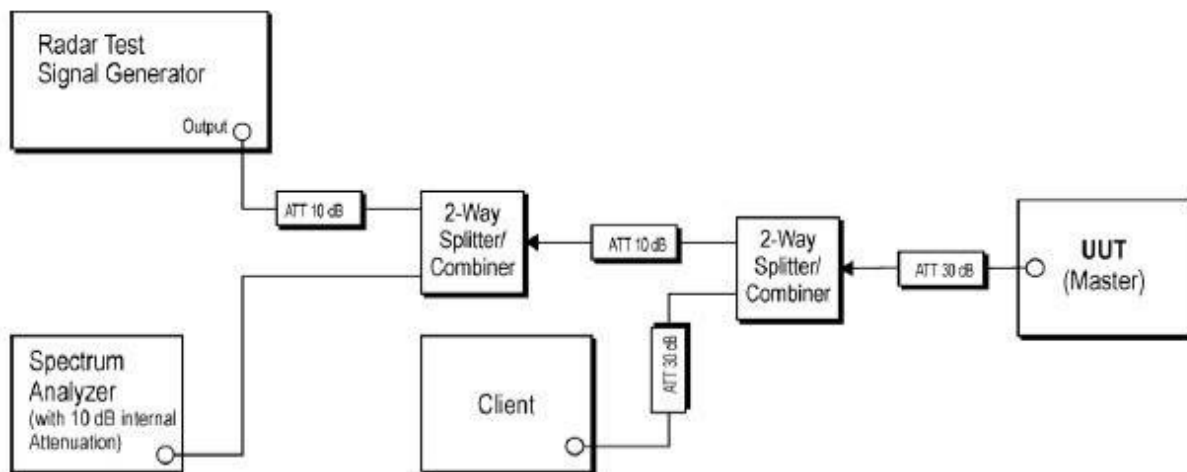 Radar Test
Signal Generator
Output
ATT 10 dB
2-Way
Splitter/
Combiner
ATT 10 dB
2-Way
Splitter/
Combiner
ATT 30 dB
UUT
(Master)
Spectrum
Analyzer
(with 10 dB internal
Attenuation)
Client
ATT 30 dB